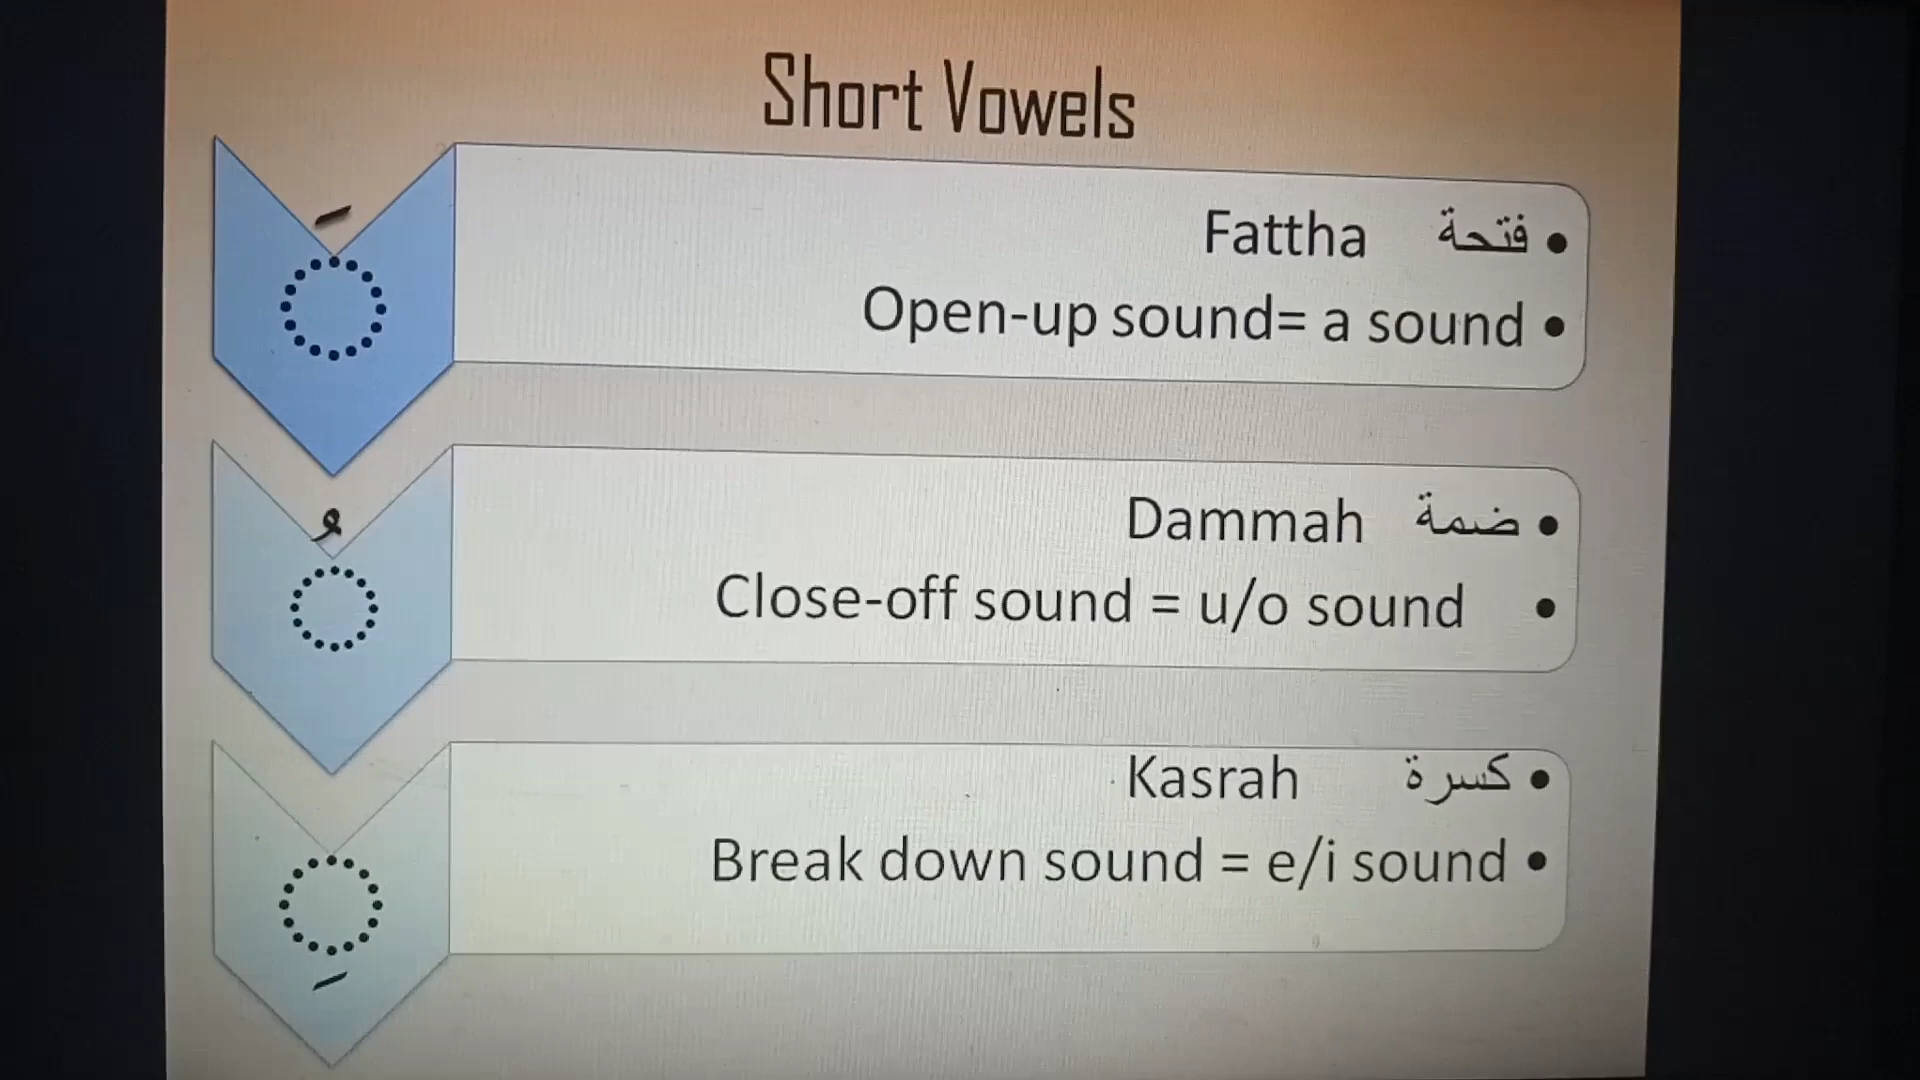 Short Vowels
َ
• فتحة Fattha
• Open-up sound= a sound
ُ
• ضمة Dammah
• Close-off sound = u/o sound
ِ
• كسرة Kasrah
• Break down sound = e/i sound